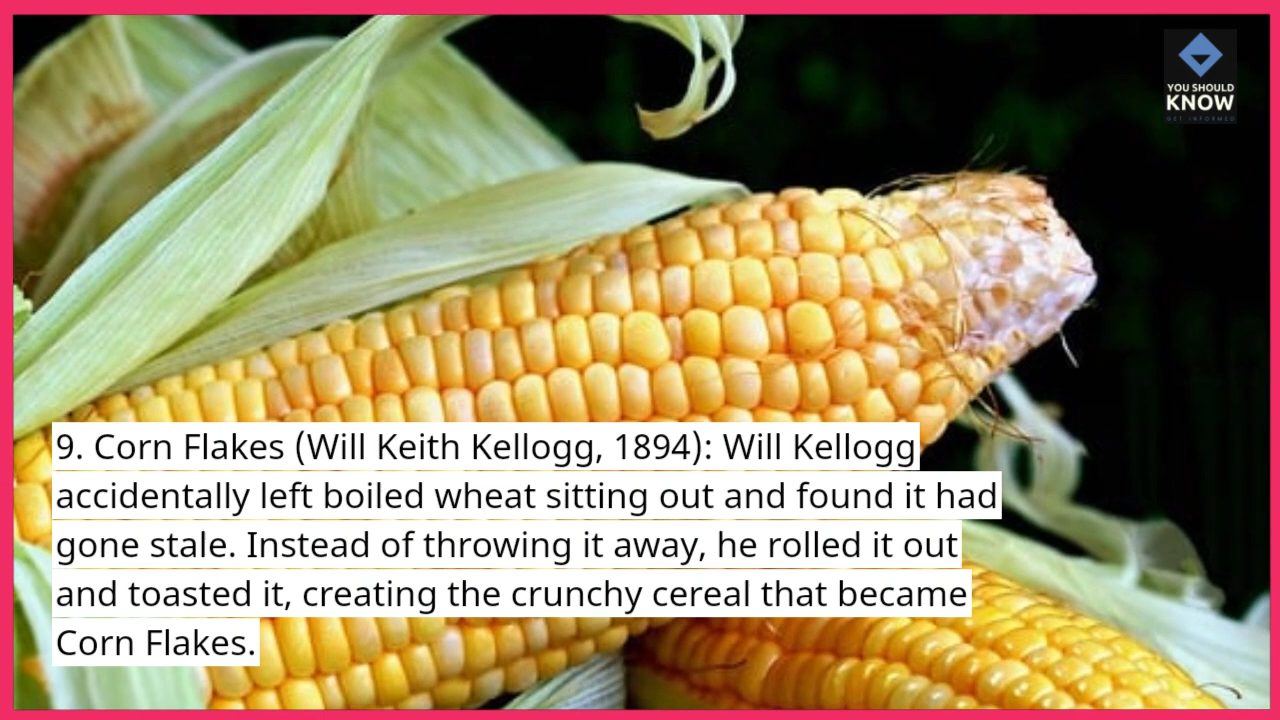 YOU SHOULD
KNOW
GET INFORMED
9. Corn Flakes (Will Keith Kellogg, 1894): Will Kellogg
accidentally left boiled wheat sitting out and found it had
gone stale. Instead of throwing it away, he rolled it out
and toasted it, creating the crunchy cereal that became
Corn Flakes.